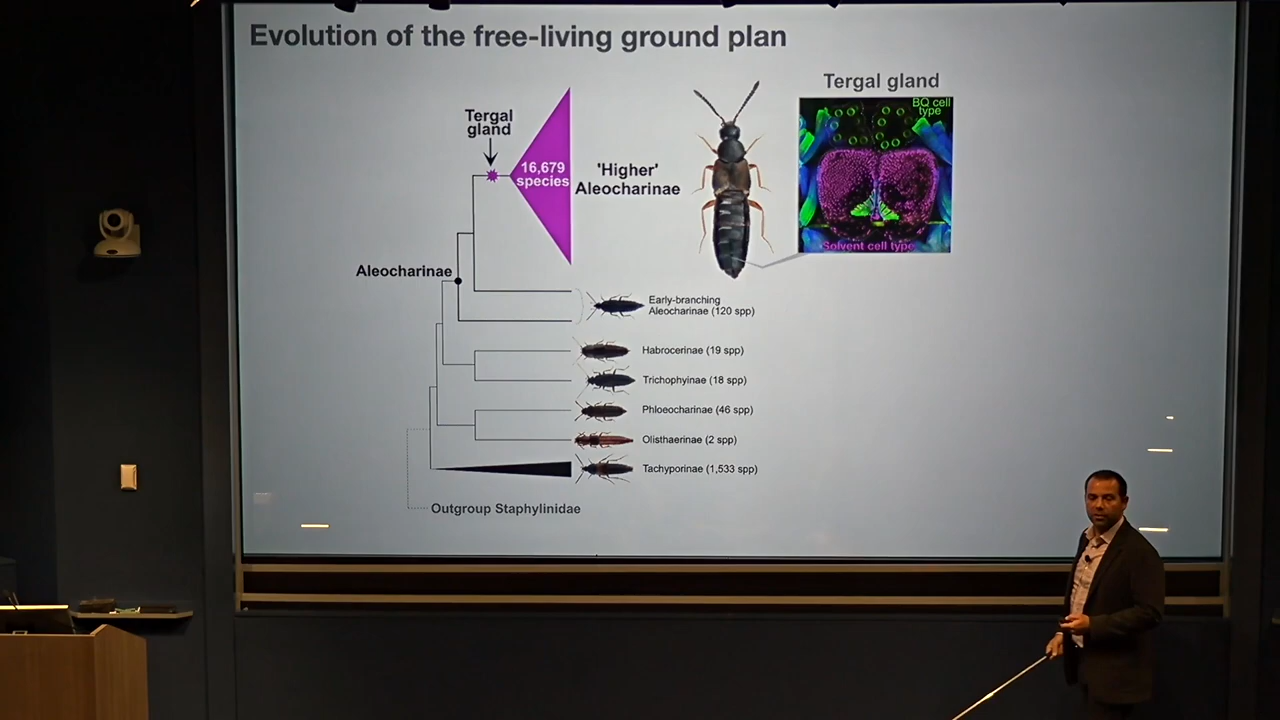 Evolution of the free-living ground plan
Tergal
gland
16,679
species
'Higher'
Aleocharinae
Tergal gland
BQ cell
type
Solvent cell type
Aleocharinae
Early-branching
Aleocharinae (120 spp)
Habrocerinae (19 spp)
Trichophyinae (18 spp)
Phloeocharinae (46 spp)
Olisthaerinae (2 spp)
Tachyporinae (1,533 spp)
Outgroup Staphylinidae